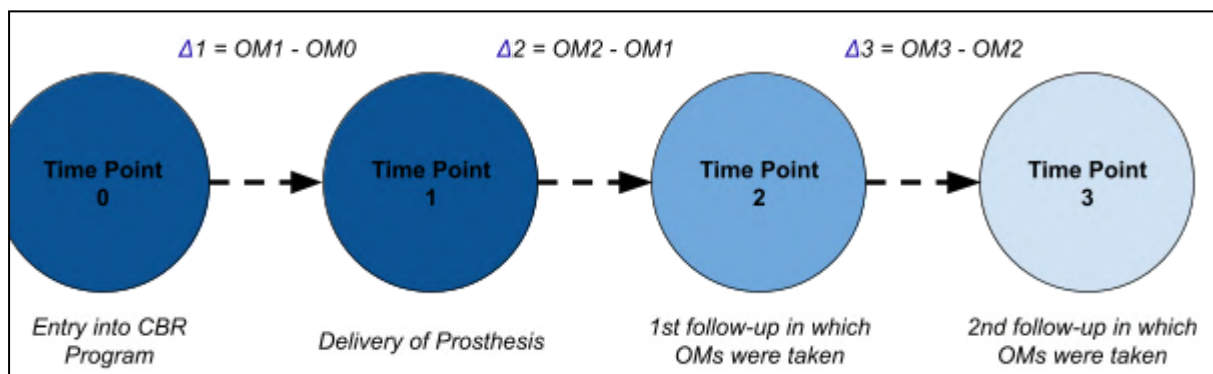 Δ1 = OM1 - OM0
Δ2 = OM2 - OM1
Δ3 = OM3 - OM2
Time Point
0
Time Point
1
Time Point
2
Time Point
3
Entry into CBR
Program
Delivery of Prosthesis
1st follow-up in which
OMs were taken
2nd follow-up in which
OMs were taken